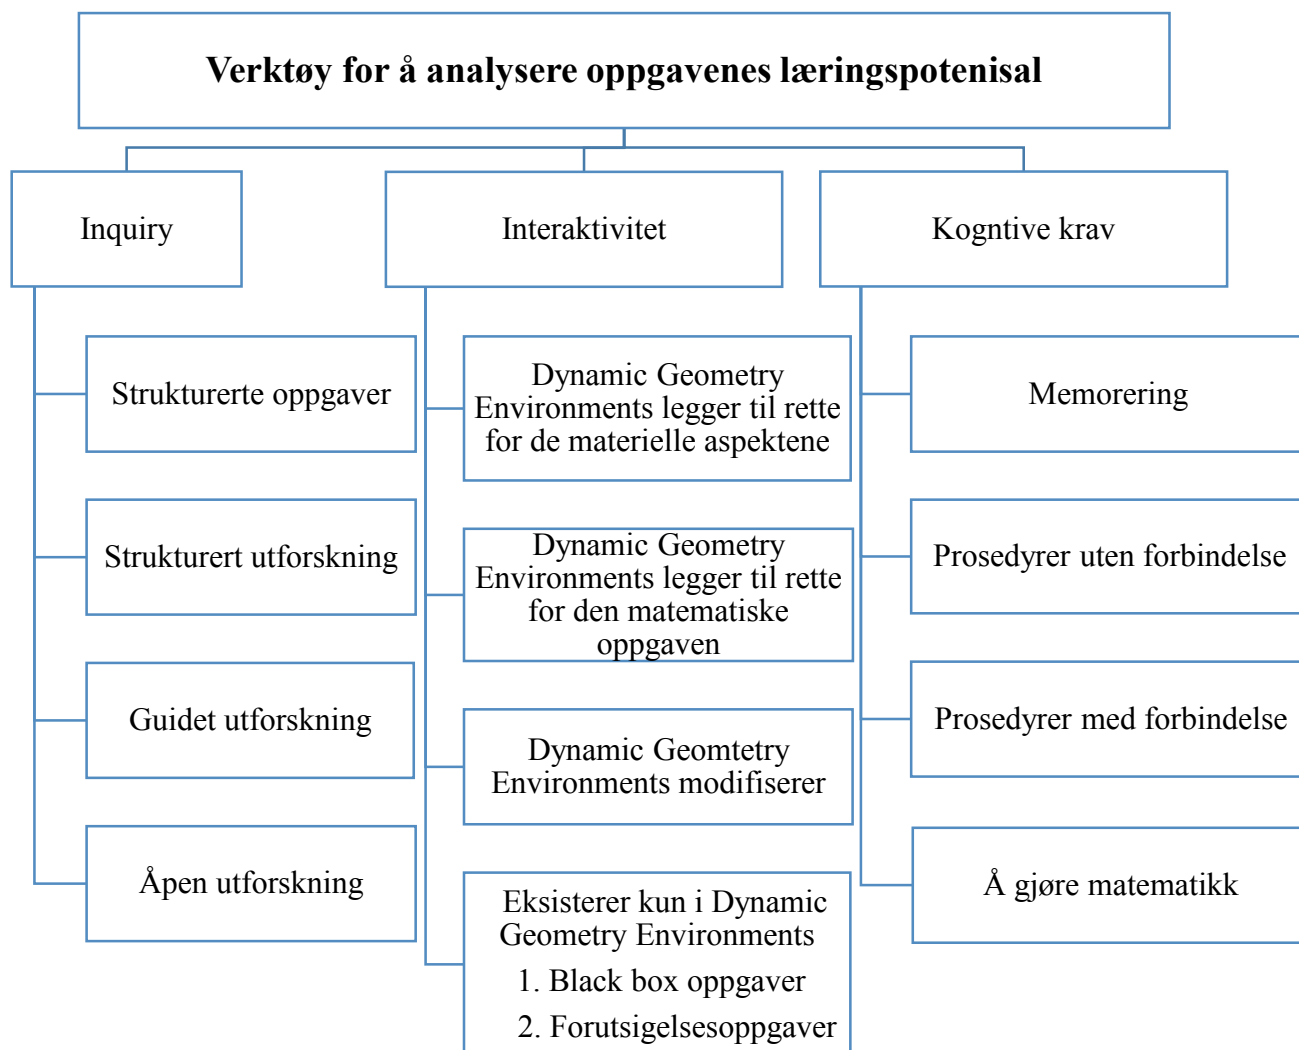 Verktøy for å analysere oppgavenes læringspotenisal
Inquiry
Strukturerte oppgaver
Strukturert utforskning
Guidet utforskning
Åpen utforskning
Interaktivitet
Dynamic Geometry
Environments legger til rette
for de materielle aspektene
Dynamic Geometry
Environments legger til rette
for den matematiske
oppgaven
Dynamic Geomtetry
Environments modifiserer
Eksisterer kun i Dynamic
Geometry Environments
1. Black box oppgaver
2. Forutsigelsesoppgaver
Kogntive krav
Memorering
Prosedyrer uten forbindelse
Prosedyrer med forbindelse
Å gjøre matematikk